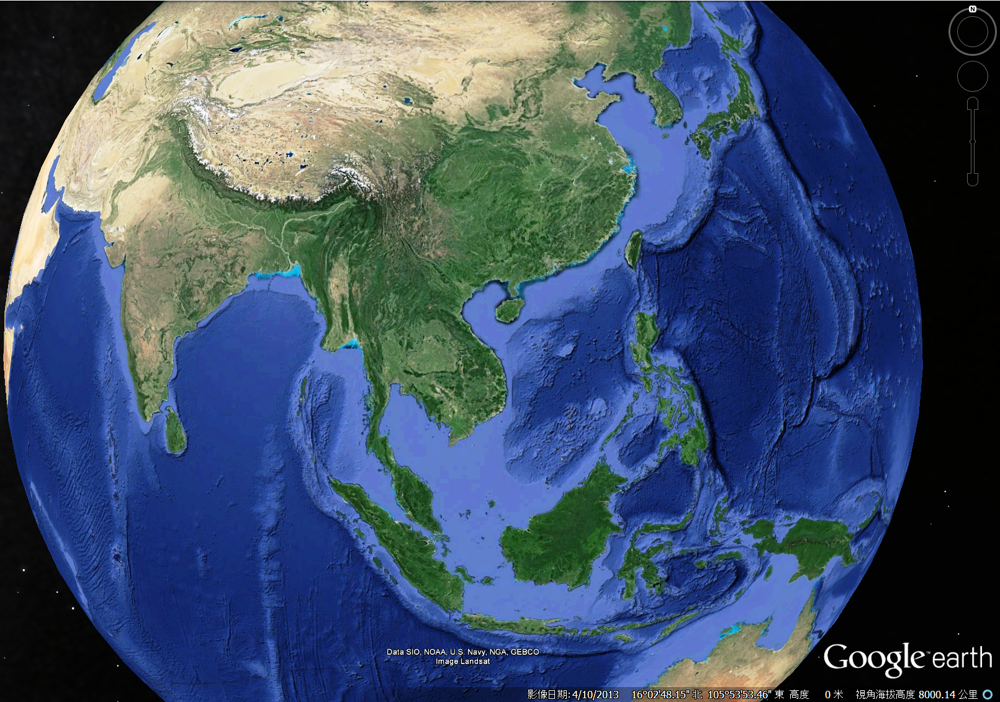 N
Data SIO, NOAA, U.S. Navy, NGA, GEBCO
Image Landsat
Google™ earth
影像日期: 4/10/2013 16°02'48.15" 北 105°53'53.46" 東 高度 0 米 視角海拔高度 8000.14 公里